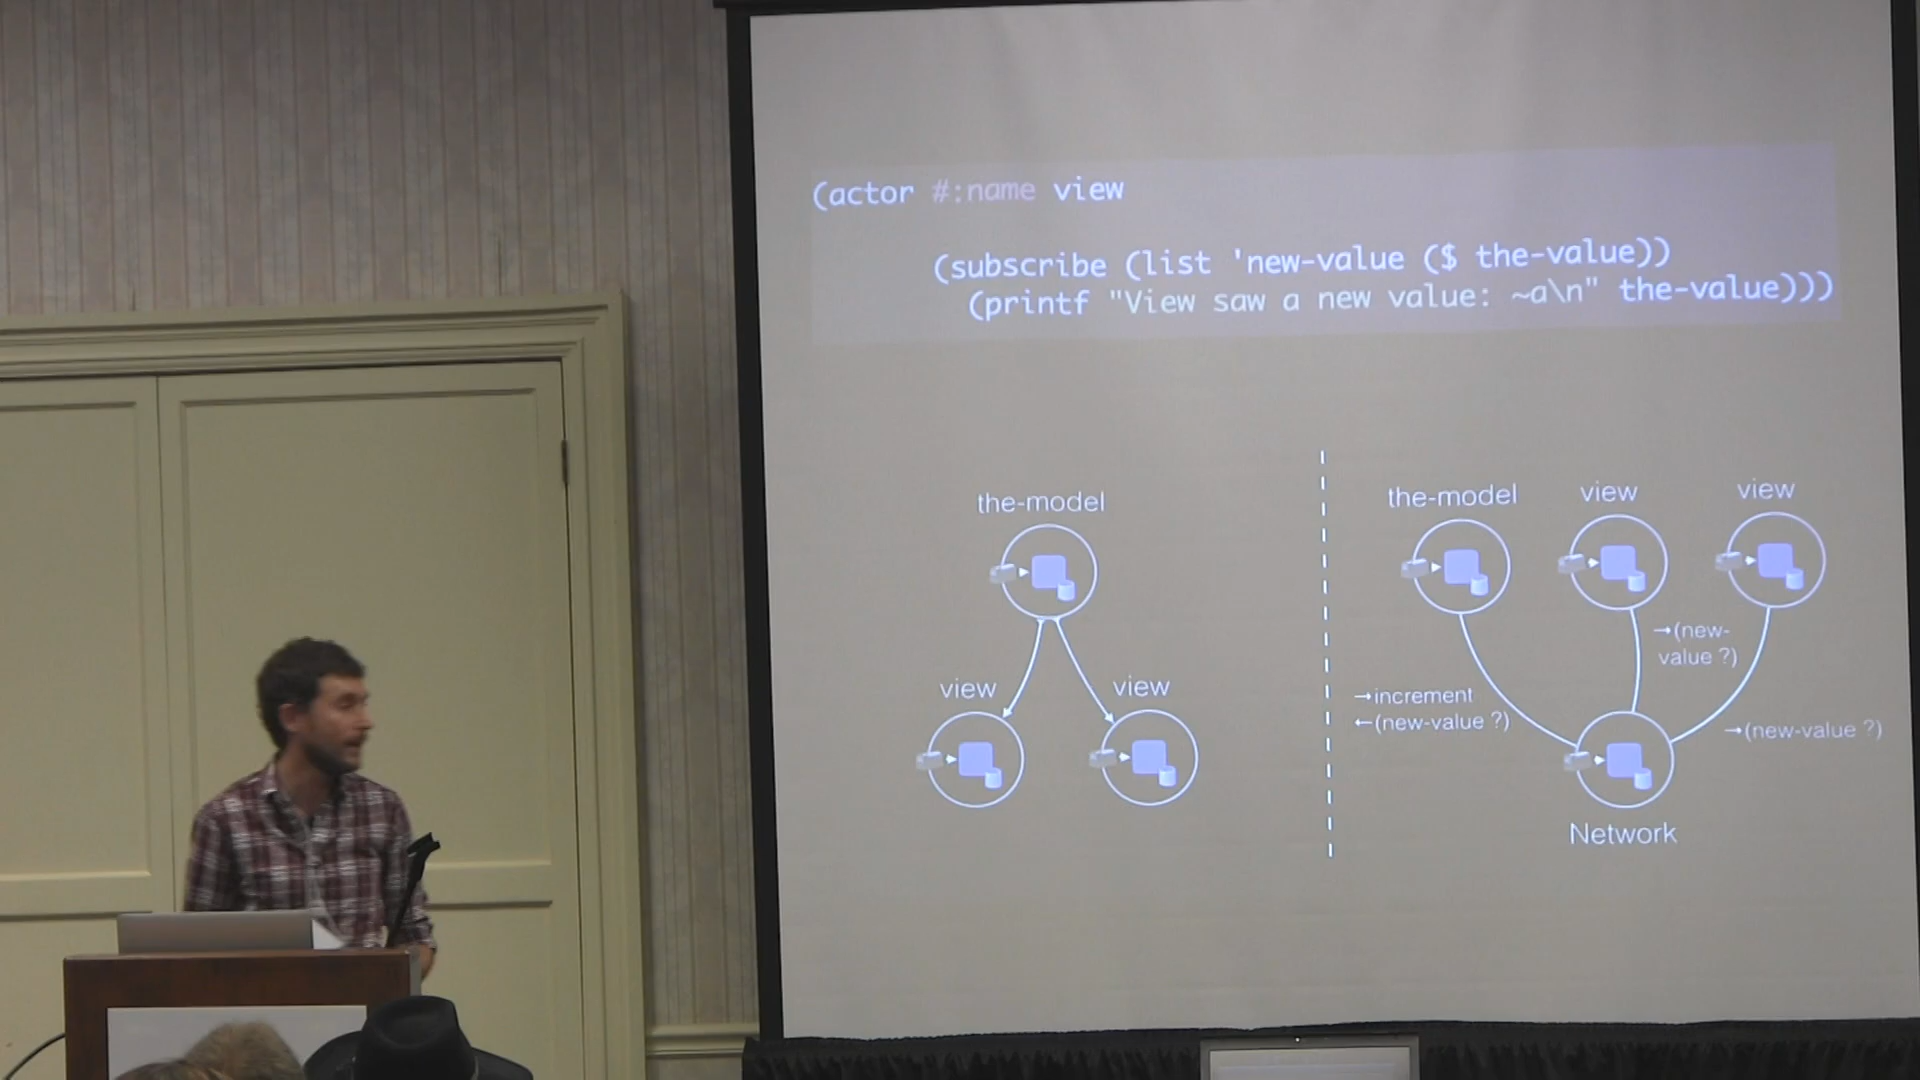 (actor #:name view
(subscribe (list 'new-value ($ the-value))
(printf "View saw a new value: ~a\n" the-value)))
the-model
view
view
the-model
view
view
→(new-
value ?)
→increment
←(new-value ?)
→(new-value ?)
Network